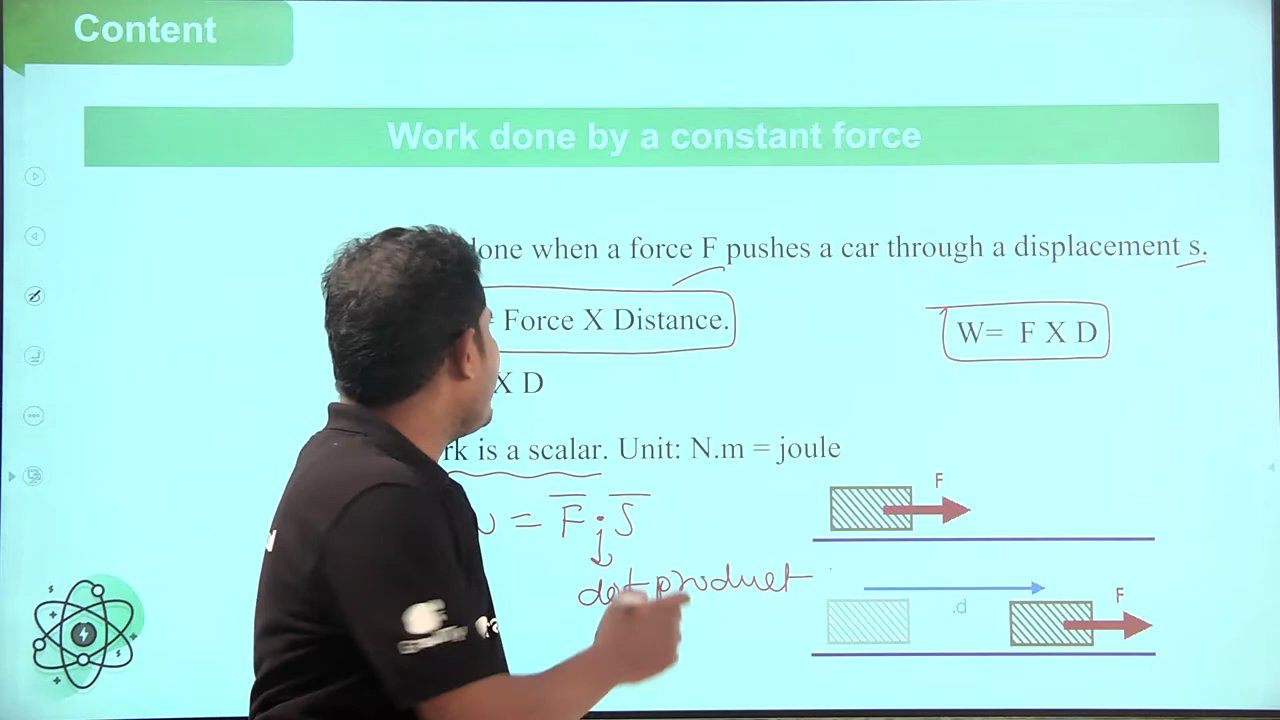 Content
Work done by a constant force
done when a force F pushes a car through a displacement s.
Force X Distance.
W= F X D
X D
rk is a scalar. Unit: N.m = joule
F
= F . S
dot product
.d
F